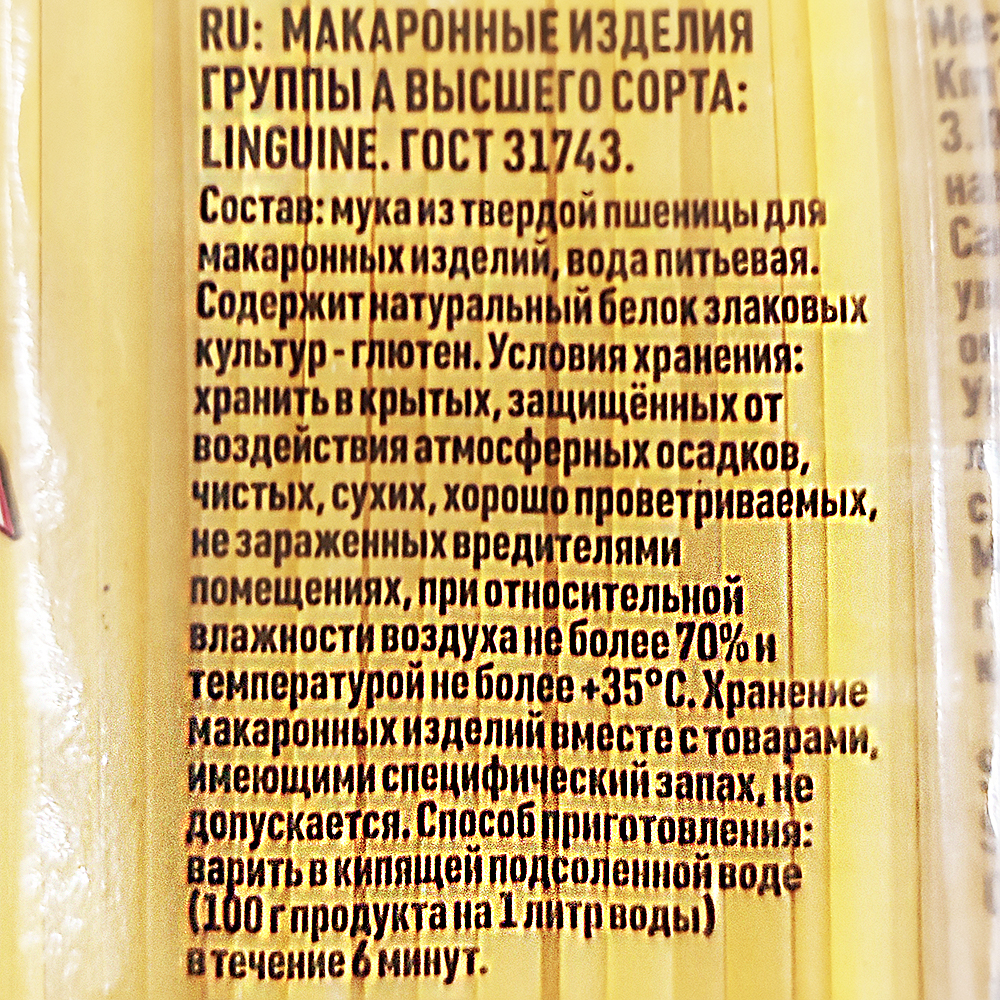 RU: МАКАРОННЫЕ ИЗДЕЛИЯ
ГРУППЫ А ВЫСШЕГО СОРТА:
LINGUINE. ГОСТ 31743.
Состав: мука из твердой пшеницы для
макаронных изделий, вода питьевая.
Содержит натуральный белок злаковых
культур - глютен. Условия хранения:
хранить в крытых, защищённых от
воздействия атмосферных осадков,
чистых, сухих, хорошо проветриваемых,
не зараженных вредителями
помещениях, при относительной
влажности воздуха не более 70% и
температурой не более +35°С. Хранение
макаронных изделий вместе с товарами,
имеющими специфический запах, не
допускается. Способ приготовления:
варить в кипящей подсоленной воде
(100 г продукта на 1 литр воды)
в течение 6 минут.